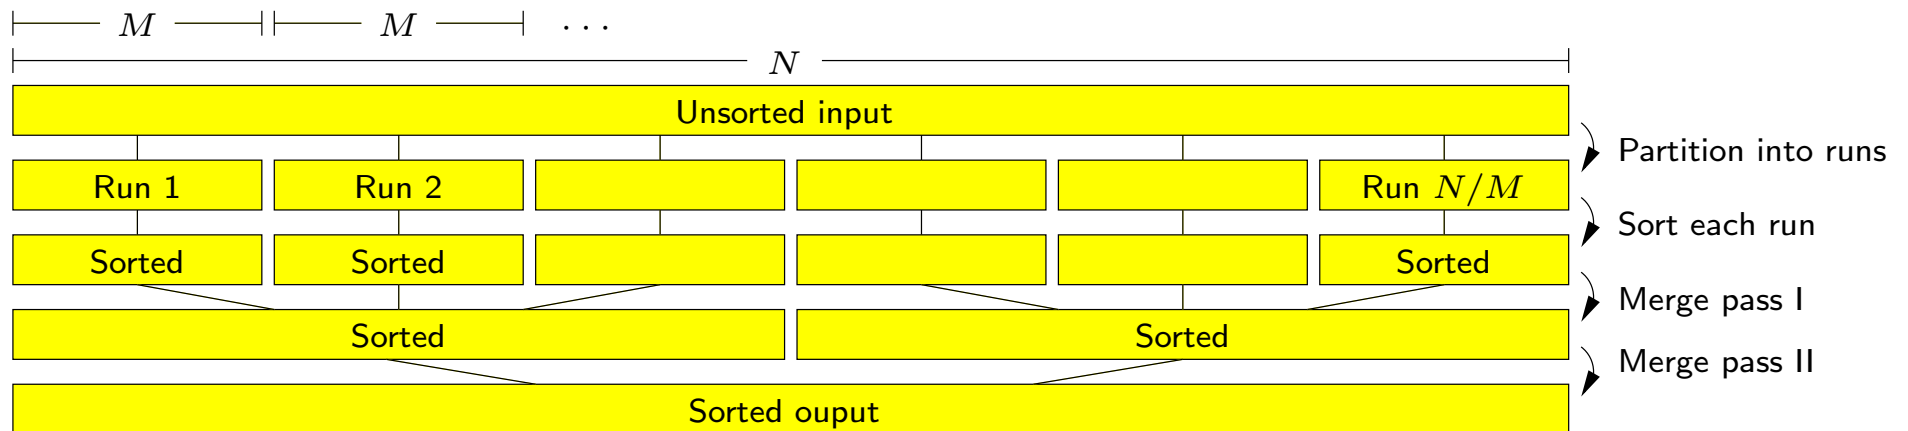 M M ...
N
Unsorted input
Partition into runs
Run 1 Run 2 Run N/M
Sort each run
Sorted Sorted Sorted
Merge pass I
Sorted Sorted
Merge pass II
Sorted ouput